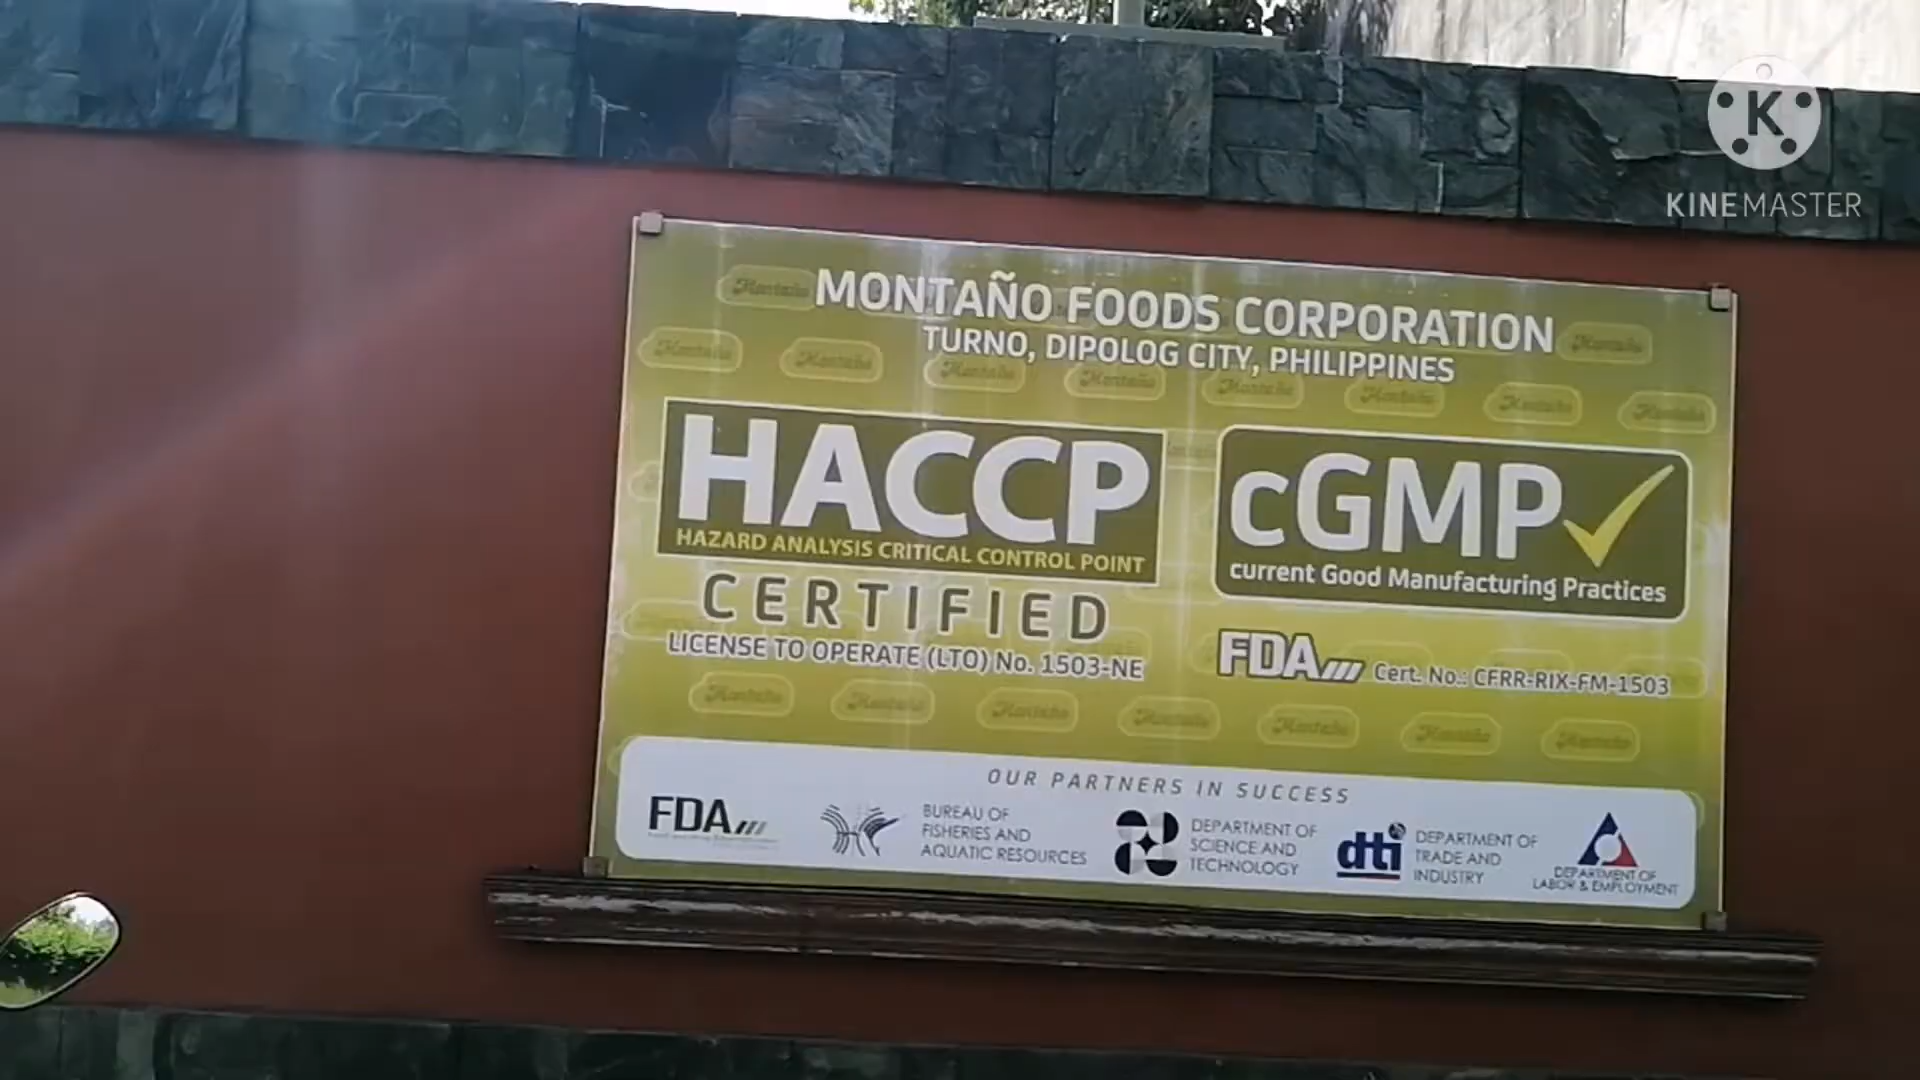 KINEMASTER
MONTAÑO FOODS CORPORATION
TURNO, DIPOLOG CITY, PHILIPPINES
HACCP
HAZARD ANALYSIS CRITICAL CONTROL POINT
CERTIFIED
LICENSE TO OPERATE (LTO) No. 1503-NE
cGMP
current Good Manufacturing Practices
FDA Cert. No.: CFRR-RIX-FM-1503
OUR PARTNERS IN SUCCESS
FDA
BUREAU OF
FISHERIES AND
AQUATIC RESOURCES
DEPARTMENT OF
SCIENCE AND
TECHNOLOGY
dti
DEPARTMENT OF
TRADE AND
INDUSTRY
DEPARTMENT OF
LABOR & EMPLOYMENT